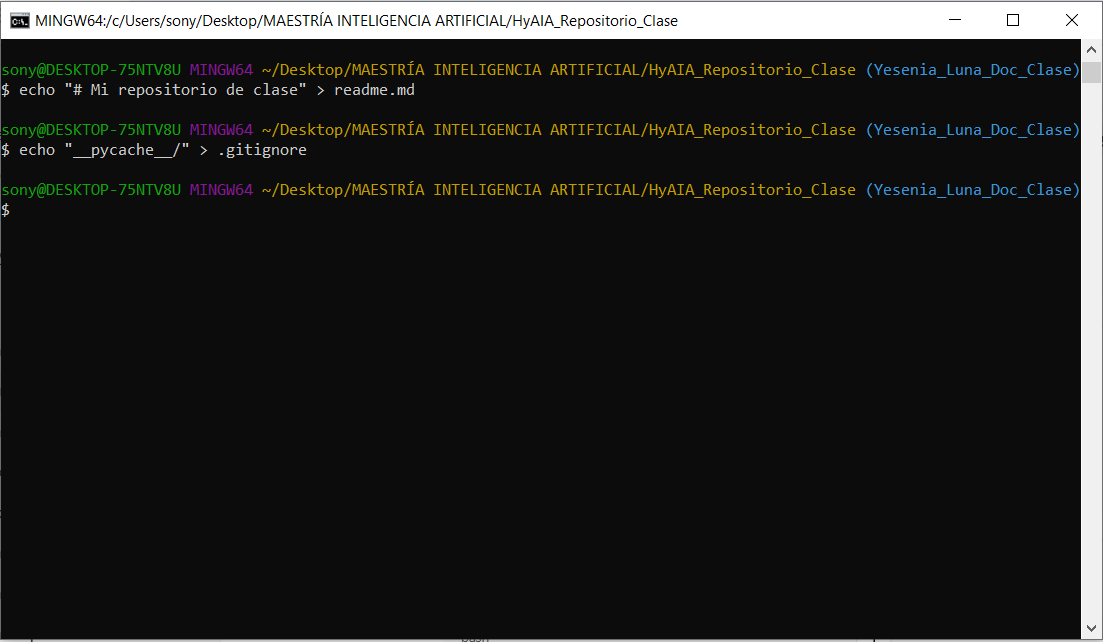 MINGW64:/c/Users/sony/Desktop/MAESTRÍA INTELIGENCIA ARTIFICIAL/HyAIA_Repositorio_Clase
sony@DESKTOP-75NTV8U MINGW64 ~/Desktop/MAESTRÍA INTELIGENCIA ARTIFICIAL/HyAIA_Repositorio_Clase (Yesenia_Luna_Doc_Clase)
$ echo "# Mi repositorio de clase" > readme.md
sony@DESKTOP-75NTV8U MINGW64 ~/Desktop/MAESTRÍA INTELIGENCIA ARTIFICIAL/HyAIA_Repositorio_Clase (Yesenia_Luna_Doc_Clase)
$ echo "__pycache__/" > .gitignore
sony@DESKTOP-75NTV8U MINGW64 ~/Desktop/MAESTRÍA INTELIGENCIA ARTIFICIAL/HyAIA_Repositorio_Clase (Yesenia_Luna_Doc_Clase)
$